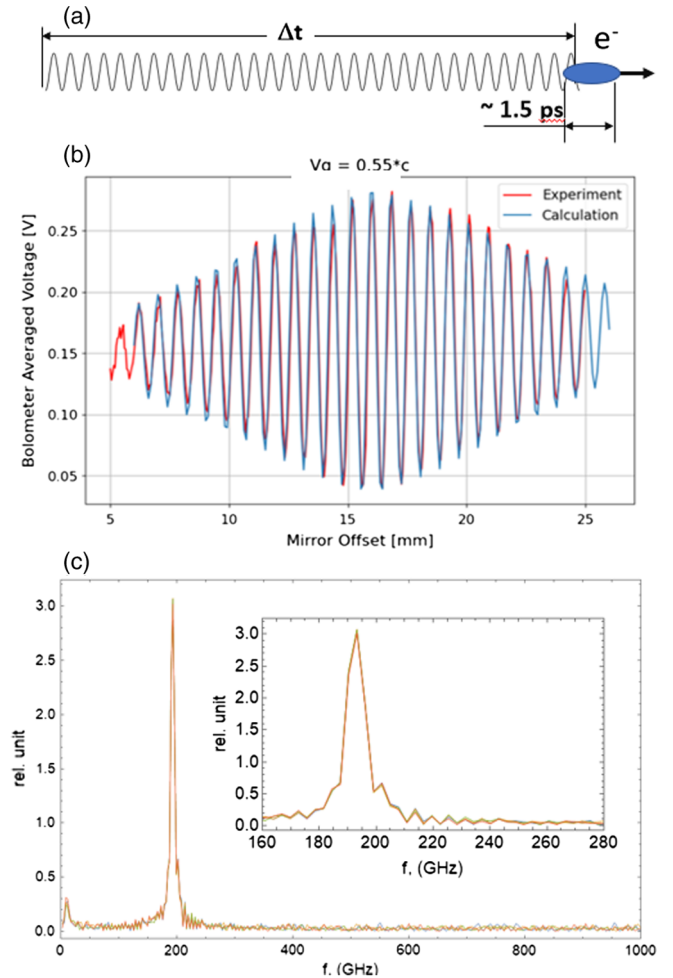 (a)
Δt
e-
~ 1.5 ps
(b)
Vg = 0.55*c
Bolometer Averaged Voltage [V]
0.25
0.20
0.15
0.10
0.05
Experiment
Calculation
5
10
15
20
25
Mirror Offset [mm]
(c)
rel. unit
3.0
2.5
2.0
1.5
1.0
0.5
0.0
0
200
400
600
800
1000
f, (GHz)
rel. unit
3.0
2.5
2.0
1.5
1.0
0.5
0.0
160
180
200
220
240
260
280
f, (GHz)